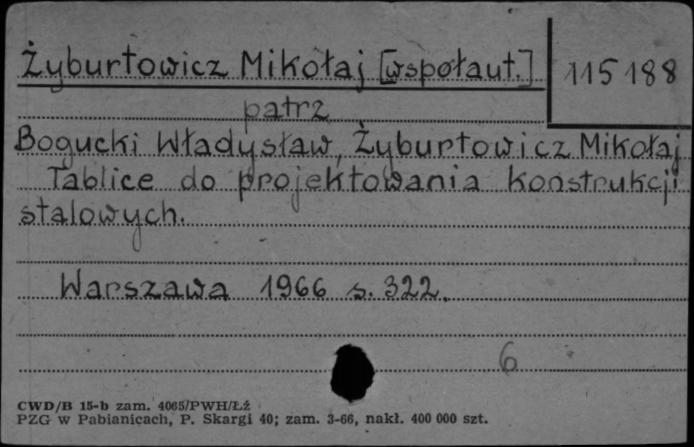 Żyburtowicz Mikołaj [współaut.]
115188
patrz
Bogucki Władysław, Żyburtowicz Mikołaj
Tablice do projektowania konstrukcji
stalowych.
Warszawa 1966 s. 322.
6
CWD/B 15-b zam. 4065/PWH/Łź
PZG w Pabianicach, P. Skargi 40; zam. 3-66, nakł. 400 000 szt.